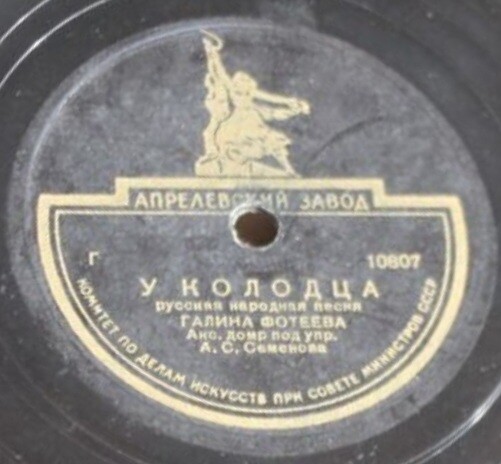 АПРЕЛЕВСКИЙ ЗАВОД
Г 10807
У КОЛОДЦА
русская народная песня
ГАЛИНА ФОТЕЕВА
Анс. домр под упр.
А. С. Семенова
КОМИТЕТ ПО ДЕЛАМ ИСКУССТВ ПРИ СОВЕТЕ МИНИСТРОВ СССР